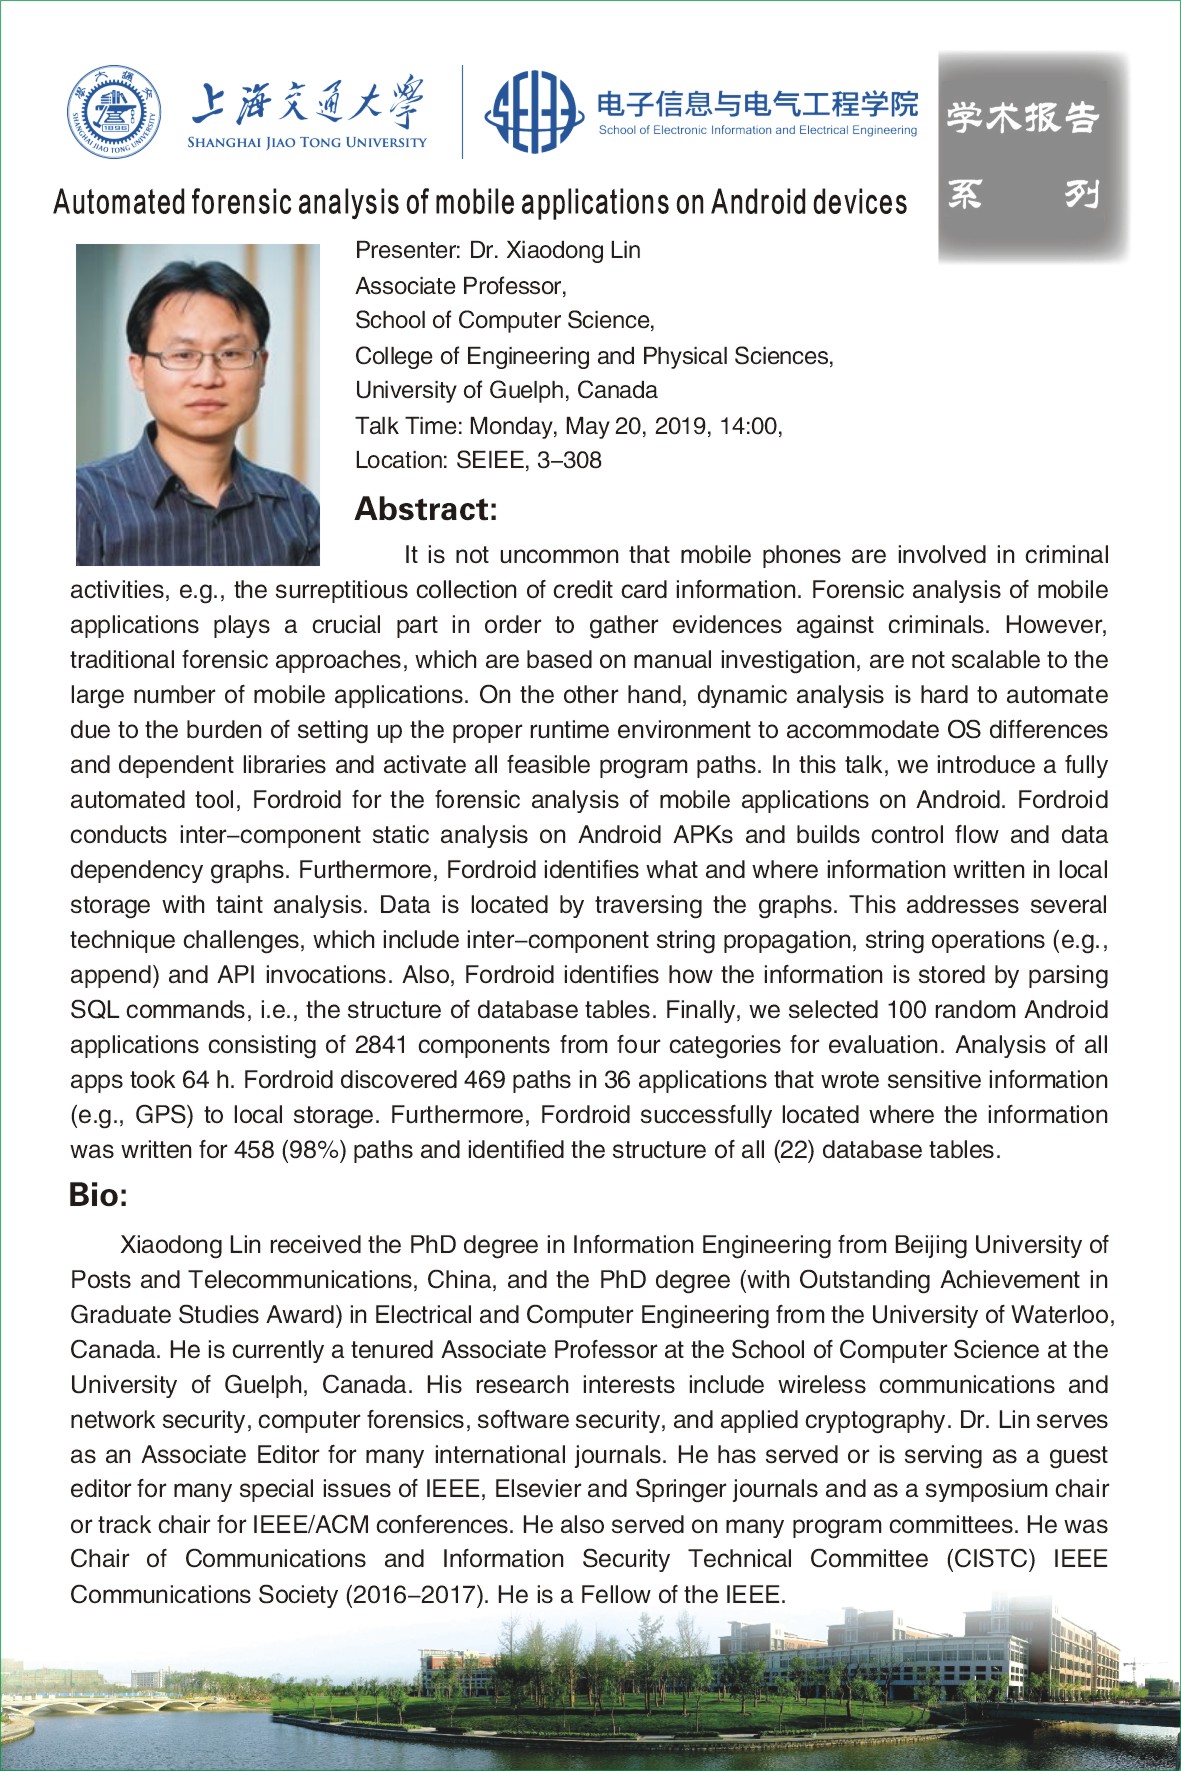 上海交通大学
SHANGHAI JIAO TONG UNIVERSITY
1896
SHANGHAI JIAO TONG UNIVERSITY
SEIEE
电子信息与电气工程学院
School of Electronic Information and Electrical Engineering
学术报告
系 列
Automated forensic analysis of mobile applications on Android devices
Presenter: Dr. Xiaodong Lin
Associate Professor,
School of Computer Science,
College of Engineering and Physical Sciences,
University of Guelph, Canada
Talk Time: Monday, May 20, 2019, 14:00,
Location: SEIEE, 3–308
Abstract:
It is not uncommon that mobile phones are involved in criminal
activities, e.g., the surreptitious collection of credit card information. Forensic analysis of mobile
applications plays a crucial part in order to gather evidences against criminals. However,
traditional forensic approaches, which are based on manual investigation, are not scalable to the
large number of mobile applications. On the other hand, dynamic analysis is hard to automate
due to the burden of setting up the proper runtime environment to accommodate OS differences
and dependent libraries and activate all feasible program paths. In this talk, we introduce a fully
automated tool, Fordroid for the forensic analysis of mobile applications on Android. Fordroid
conducts inter–component static analysis on Android APKs and builds control flow and data
dependency graphs. Furthermore, Fordroid identifies what and where information written in local
storage with taint analysis. Data is located by traversing the graphs. This addresses several
technique challenges, which include inter–component string propagation, string operations (e.g.,
append) and API invocations. Also, Fordroid identifies how the information is stored by parsing
SQL commands, i.e., the structure of database tables. Finally, we selected 100 random Android
applications consisting of 2841 components from four categories for evaluation. Analysis of all
apps took 64 h. Fordroid discovered 469 paths in 36 applications that wrote sensitive information
(e.g., GPS) to local storage. Furthermore, Fordroid successfully located where the information
was written for 458 (98%) paths and identified the structure of all (22) database tables.
Bio:
Xiaodong Lin received the PhD degree in Information Engineering from Beijing University of
Posts and Telecommunications, China, and the PhD degree (with Outstanding Achievement in
Graduate Studies Award) in Electrical and Computer Engineering from the University of Waterloo,
Canada. He is currently a tenured Associate Professor at the School of Computer Science at the
University of Guelph, Canada. His research interests include wireless communications and
network security, computer forensics, software security, and applied cryptography. Dr. Lin serves
as an Associate Editor for many international journals. He has served or is serving as a guest
editor for many special issues of IEEE, Elsevier and Springer journals and as a symposium chair
or track chair for IEEE/ACM conferences. He also served on many program committees. He was
Chair of Communications and Information Security Technical Committee (CISTC) IEEE
Communications Society (2016–2017). He is a Fellow of the IEEE.